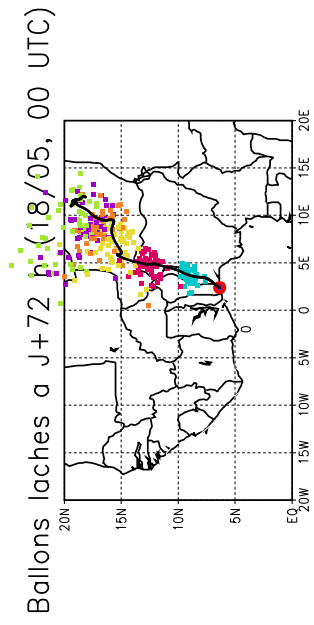 Ballons laches a J+72 h (18/05, 00 UTC)
20N
15N
10N
5N
EQ
20W
15W
10W
5W
0
5E
10E
15E
20E
0